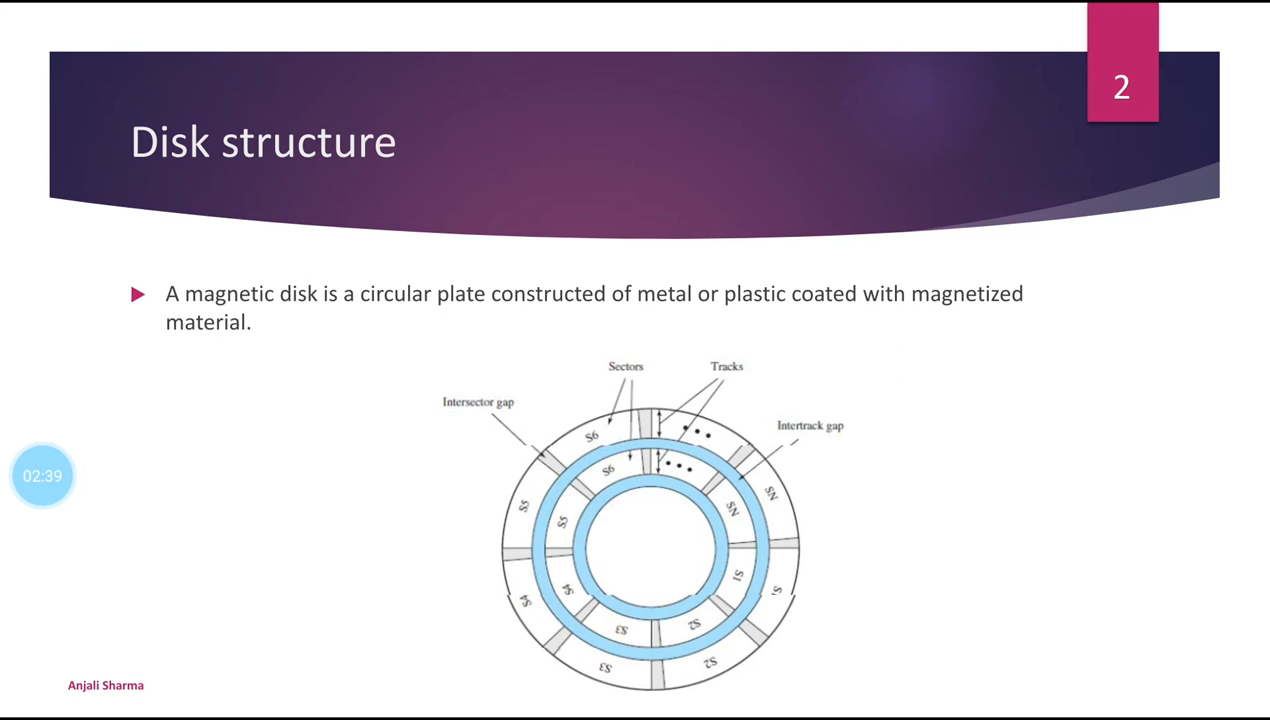 2
Disk structure
A magnetic disk is a circular plate constructed of metal or plastic coated with magnetized
material.
Sectors
Tracks
Intersector gap
Intertrack gap
S6
• • •
S6
• • •
S5
SN
S5
SN
S4
S1
S4
S3
S2
S3
S2
02:39
Anjali Sharma